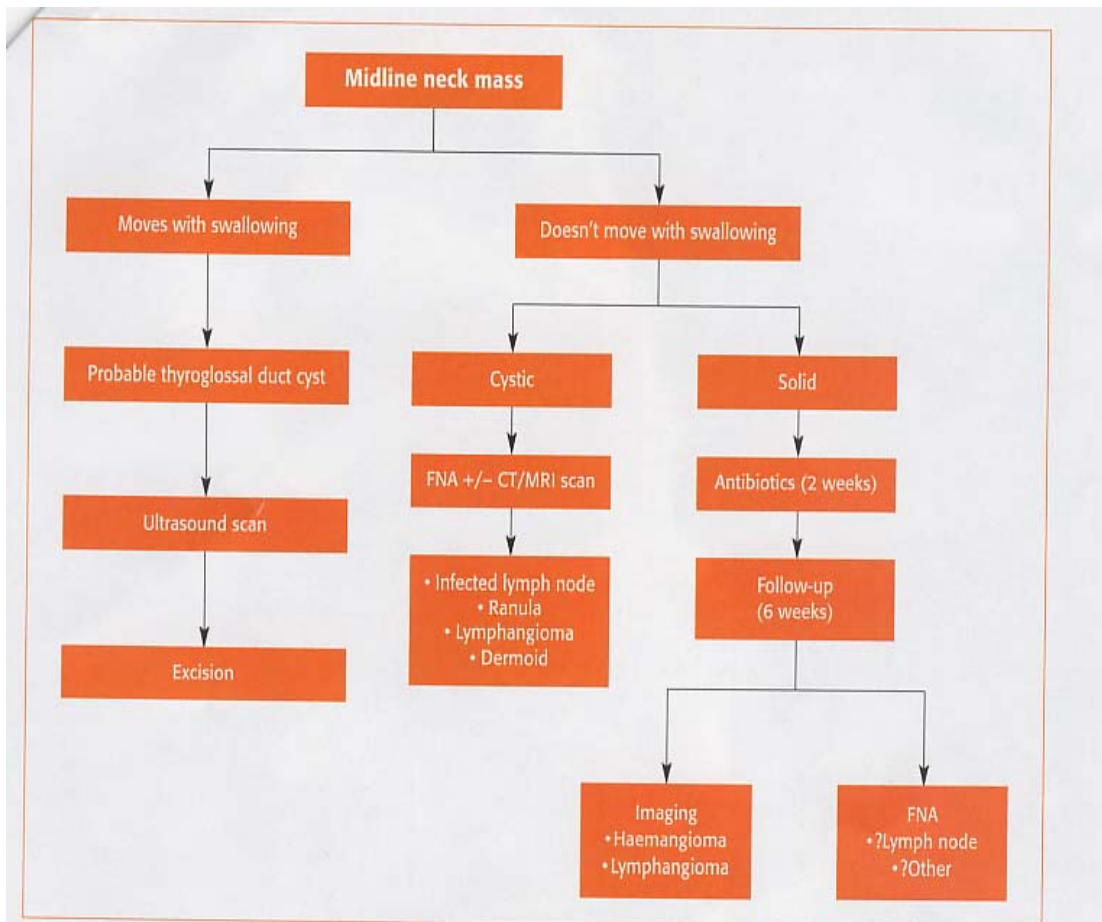 Midline neck mass
Moves with swallowing
Doesn't move with swallowing
Probable thyroglossal duct cyst
Cystic
Solid
Ultrasound scan
FNA +/– CT/MRI scan
Antibiotics (2 weeks)
• Infected lymph node
• Ranula
• Lymphangioma
• Dermoid
Follow-up
(6 weeks)
Excision
Imaging
•Haemangioma
•Lymphangioma
FNA
•?Lymph node
•?Other